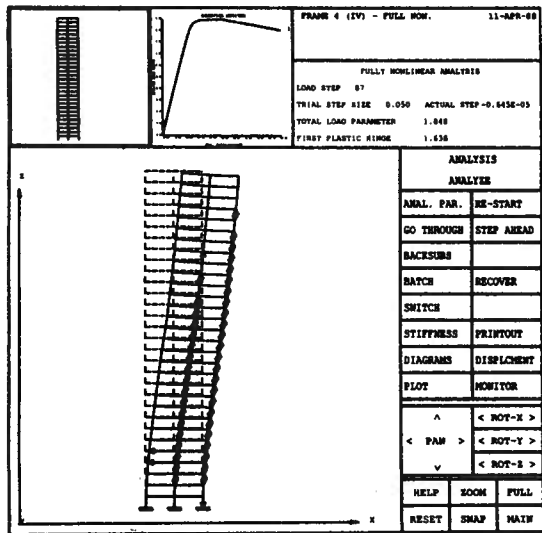 FRAME 4 (IV) - FULL NON. 11-APR-88
FULLY NONLINEAR ANALYSIS
LOAD STEP 87
TRIAL STEP SIZE 0.050 ACTUAL STEP -0.645E-05
TOTAL LOAD PARAMETER 1.848
FIRST PLASTIC HINGE 1.636
Z
X
ANALYSIS
ANALYZE
ANAL. PAR. RE-START
GO THROUGH STEP AHEAD
BACKSUBS
BATCH RECOVER
SWITCH
STIFFNESS PRINTOUT
DIAGRAMS DISPLCMENT
PLOT MONITOR
^
< PAN >
v
< ROT-X >
< ROT-Y >
< ROT-Z >
HELP ZOOM FULL
RESET SNAP MAIN